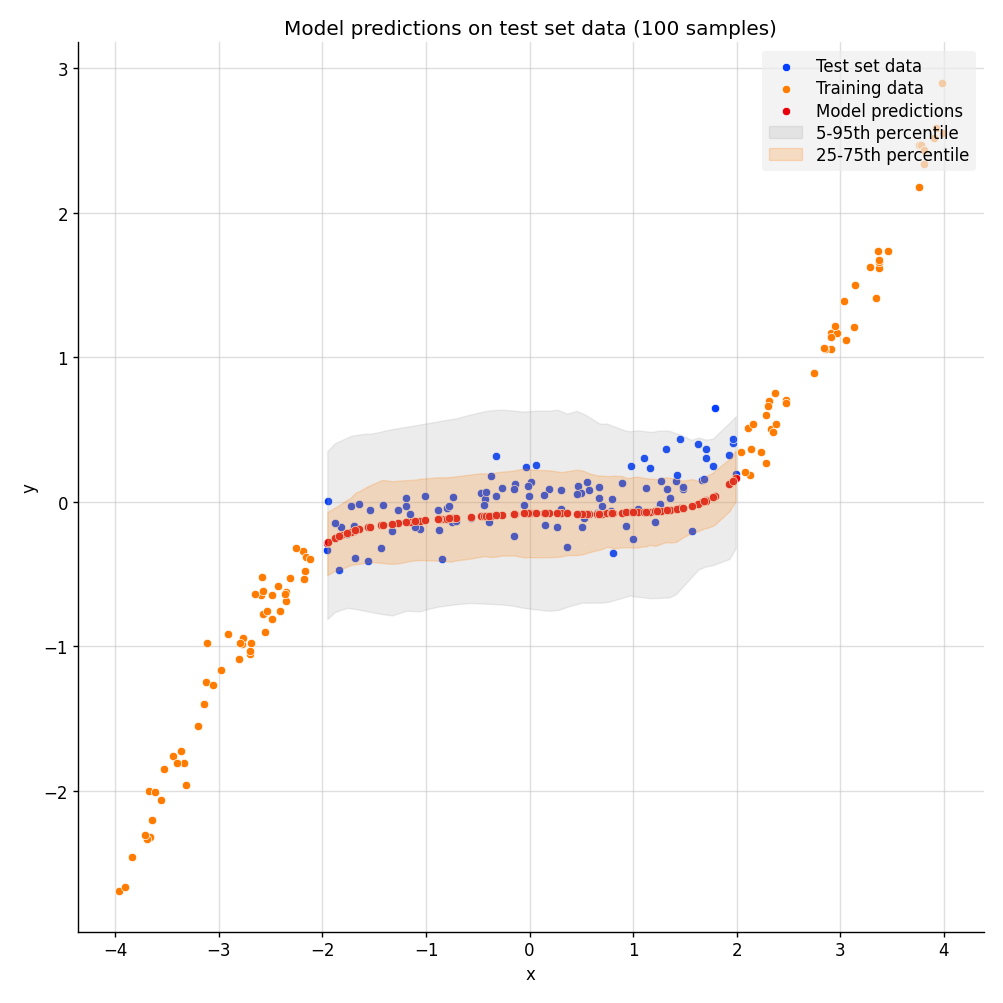 Model predictions on test set data (100 samples)
Test set data
Training data
Model predictions
5-95th percentile
25-75th percentile
3
2
1
0
−1
−2
y
−4
−3
−2
−1
0
1
2
3
4
x